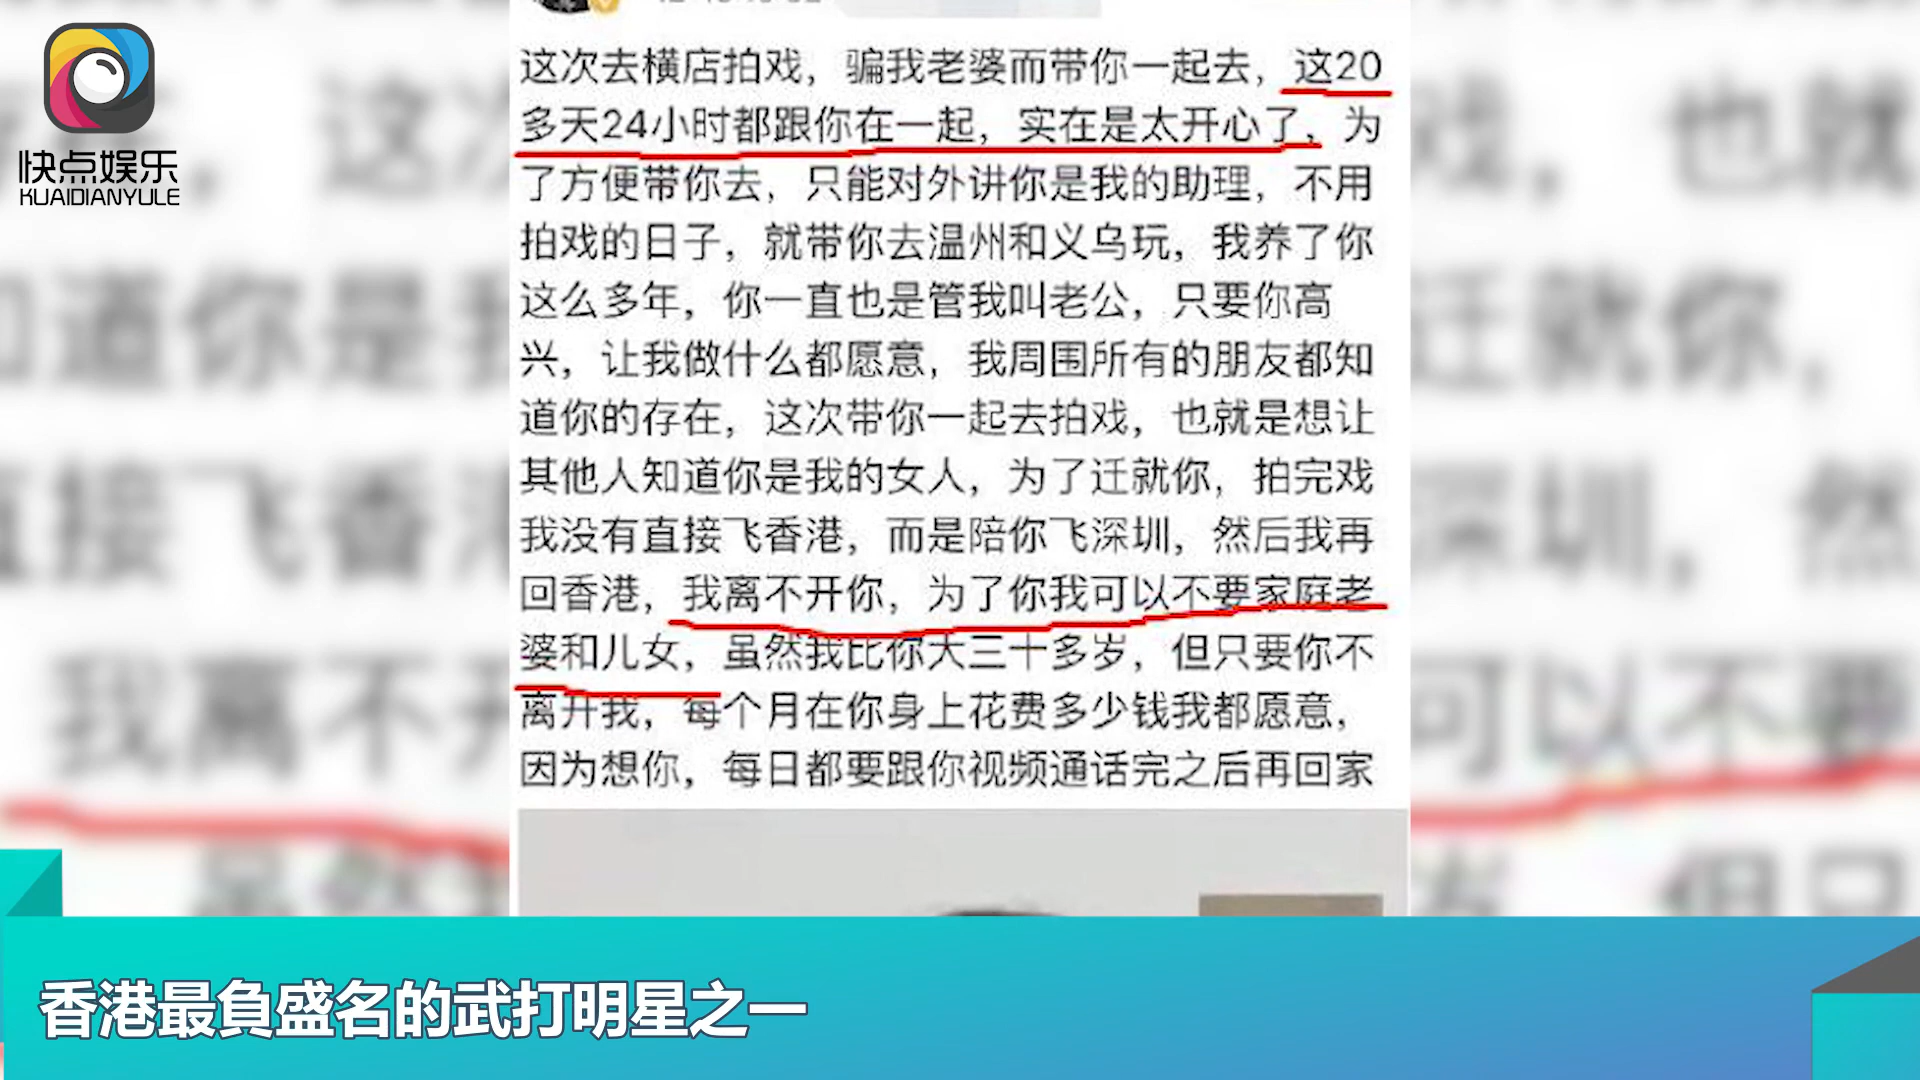 快点娱乐
KUAIDIANYULE
这次去横店拍戏，骗我老婆而带你一起去，这20
多天24小时都跟你在一起，实在是太开心了，为
了方便带你去，只能对外讲你是我的助理，不用
拍戏的日子，就带你去温州和义乌玩，我养了你
这么多年，你一直也是管我叫老公，只要你高
兴，让我做什么都愿意，我周围所有的朋友都知
道你的存在，这次带你一起去拍戏，也就是想让
其他人知道你是我的女人，为了迁就你，拍完戏
我没有直接飞香港，而是陪你飞深圳，然后我再
回香港，我离不开你，为了你我可以不要家庭老
婆和儿女，虽然我比你大三十多岁，但只要你不
离开我，每个月在你身上花费多少钱我都愿意，
因为想你，每日都要跟你视频通话完之后再回家
香港最負盛名的武打明星之一